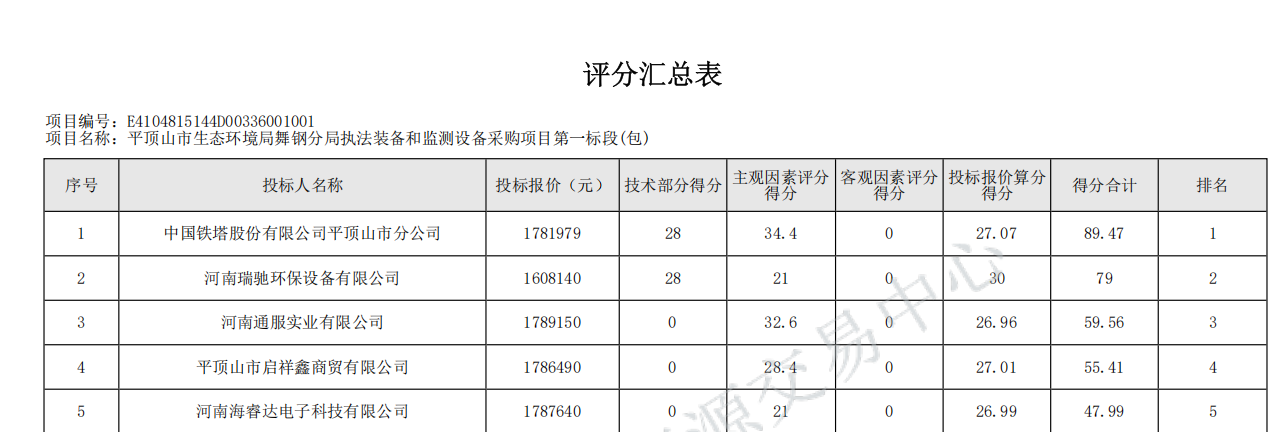 评分汇总表
项目编号：E4104815144D00336001001
项目名称：平顶山市生态环境局舞钢分局执法装备和监测设备采购项目第一标段(包)
序号 投标人名称 投标报价（元） 技术部分得分 主观因素评分得分 客观因素评分得分 投标报价算分得分 得分合计 排名
1 中国铁塔股份有限公司平顶山市分公司 1781979 28 34.4 0 27.07 89.47 1
2 河南瑞驰环保设备有限公司 1608140 28 21 0 30 79 2
3 河南通服实业有限公司 1789150 0 32.6 0 26.96 59.56 3
4 平顶山市启祥鑫商贸有限公司 1786490 0 28.4 0 27.01 55.41 4
5 河南海睿达电子科技有限公司 1787640 0 21 0 26.99 47.99 5
源交易中心